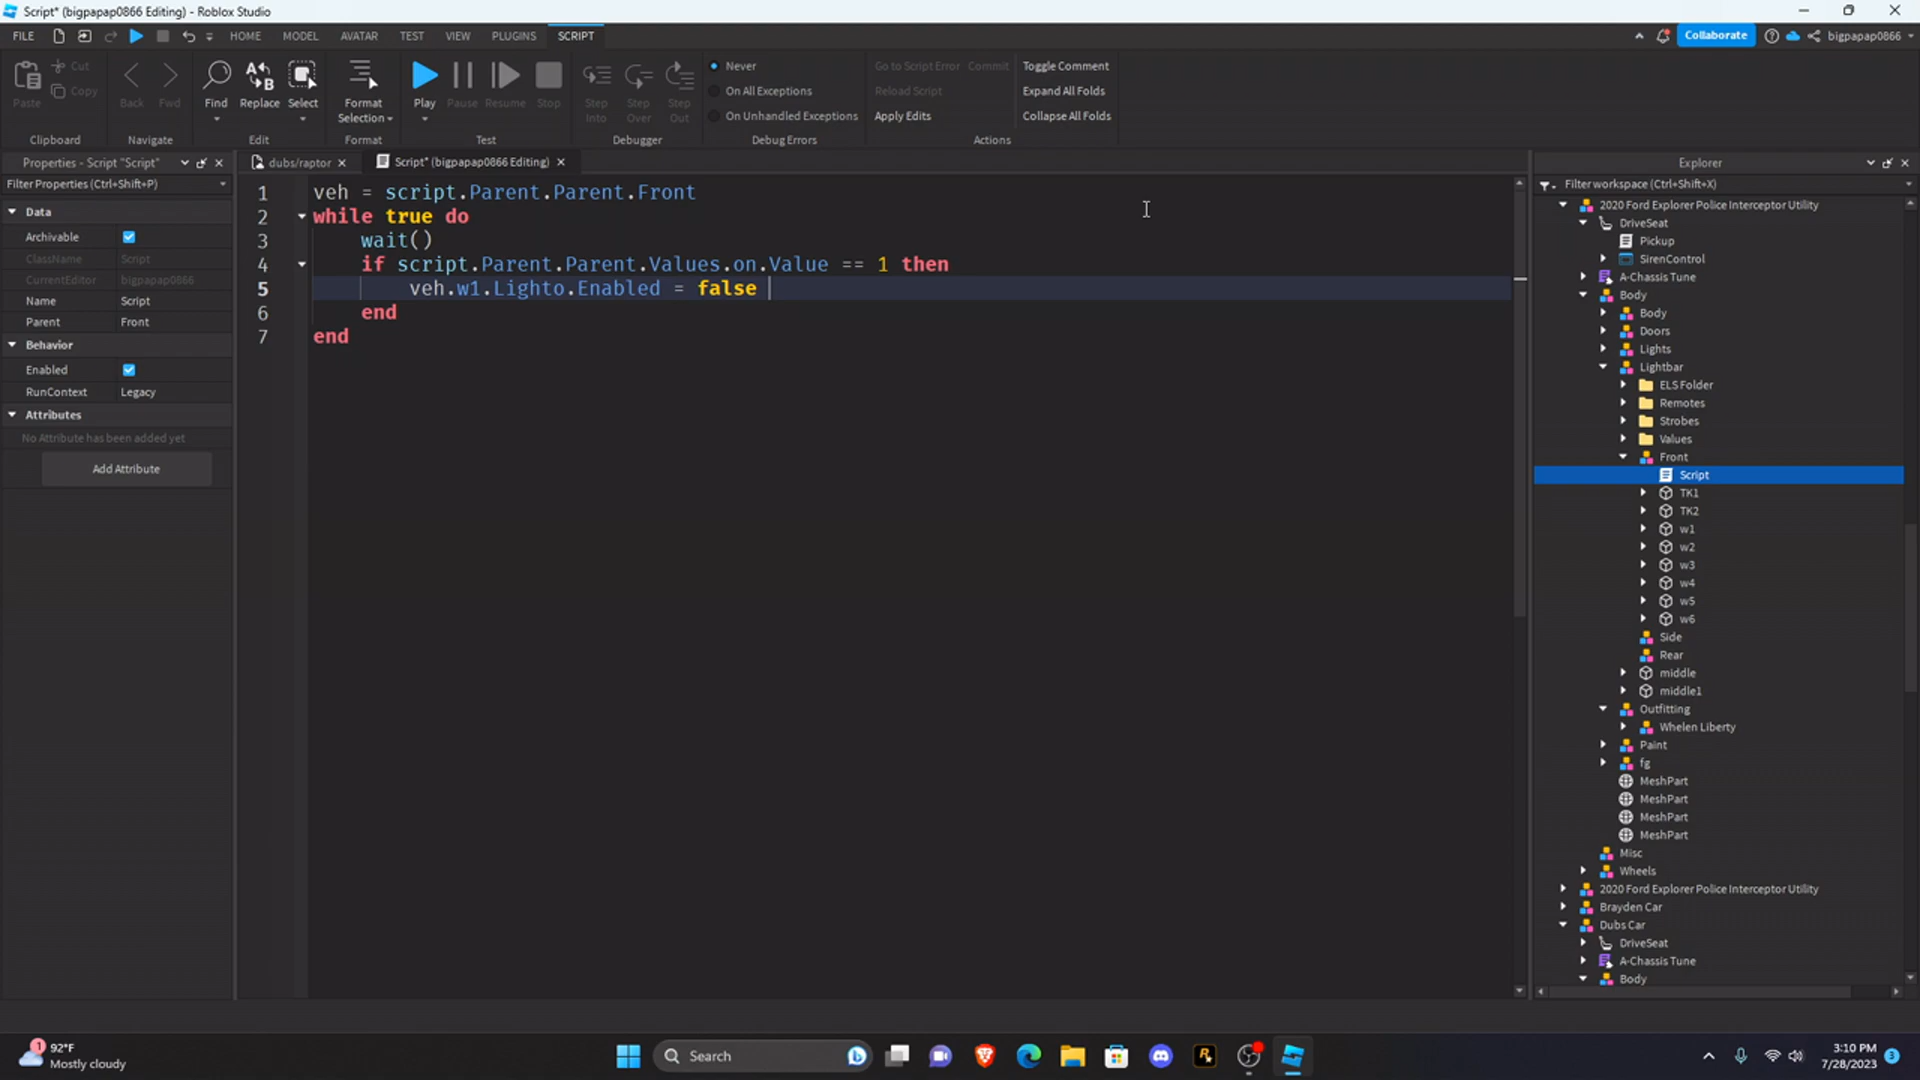 Script* (bigpapap0866 Editing) - Roblox Studio
FILE HOME MODEL AVATAR TEST VIEW PLUGINS SCRIPT Collaborate bigpapap0866
Paste Cut Copy Back Fwd Find Replace Select Format Selection Play Pause Resume Stop Step Into Step Over Step Out
Never
On All Exceptions
On Unhandled Exceptions
Go to Script Error Commit
Reload Script
Apply Edits
Toggle Comment
Expand All Folds
Collapse All Folds
Clipboard Navigate Edit Format Test Debugger Debug Errors Actions
Properties - Script "Script"
Filter Properties (Ctrl+Shift+P)
Data
Archivable
ClassName Script
CurrentEditor bigpapap0866
Name Script
Parent Front
Behavior
Enabled
RunContext Legacy
Attributes
No Attribute has been added yet
Add Attribute
dubs/raptor Script* (bigpapap0866 Editing)
1 veh = script.Parent.Parent.Front
2 while true do
3 wait()
4 if script.Parent.Parent.Values.on.Value == 1 then
5 veh.w1.Lighto.Enabled = false
6 end
7 end
Explorer
Filter workspace (Ctrl+Shift+X)
2020 Ford Explorer Police Interceptor Utility
DriveSeat
Pickup
SirenControl
A-Chassis Tune
Body
Body
Doors
Lights
Lightbar
ELS Folder
Remotes
Strobes
Values
Front
Script
TK1
TK2
w1
w2
w3
w4
w5
w6
Side
Rear
middle
middle1
Outfitting
Whelen Liberty
Paint
fg
MeshPart
MeshPart
MeshPart
MeshPart
Misc
Wheels
2020 Ford Explorer Police Interceptor Utility
Brayden Car
Dubs Car
DriveSeat
A-Chassis Tune
Body
1
92°F
Mostly cloudy
Search
3:10 PM
7/28/2023
3